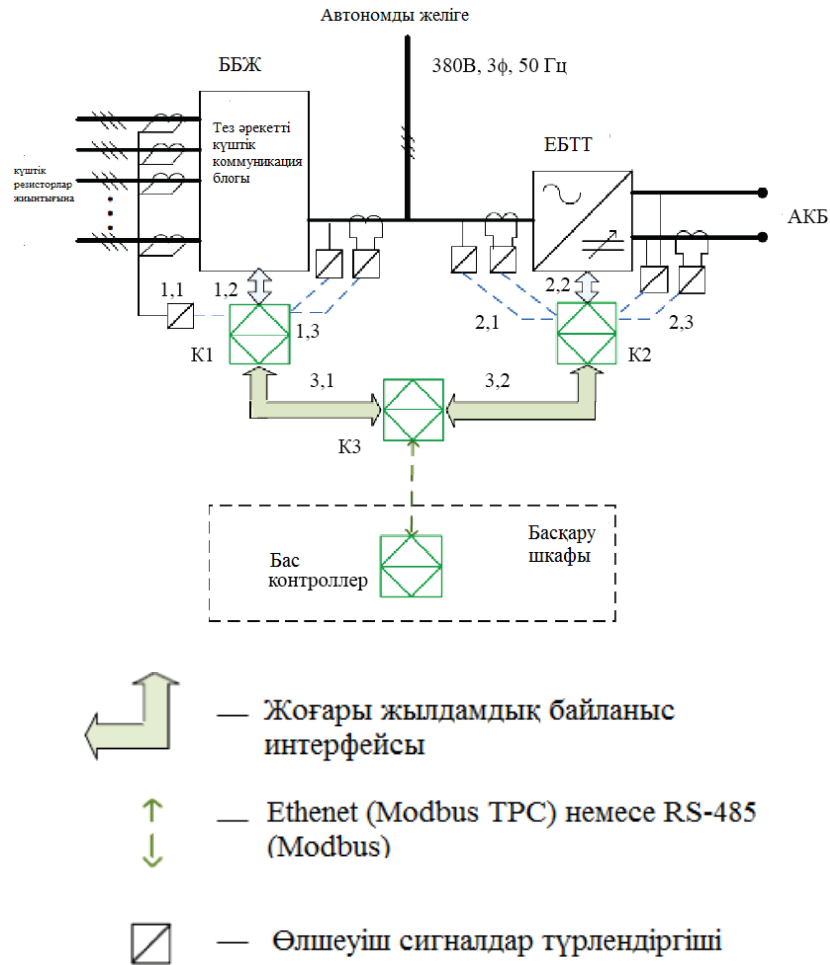 Автономды желіге
380В, 3ф, 50 Гц
ББЖ
Тез әрекетті
күштік
коммуникация
блогы
күштік
резисторлар
жиынтығына
ЕБТТ
АКБ
1,1
1,2
1,3
К1
2,1
2,2
2,3
К2
3,1
3,2
К3
Бас
контроллер
Басқару
шкафы
— Жоғары жылдамдық байланыс
интерфейсы
— Ethenet (Modbus TPC) немесе RS-485
(Modbus)
— Өлшеуіш сигналдар түрлендіргіші